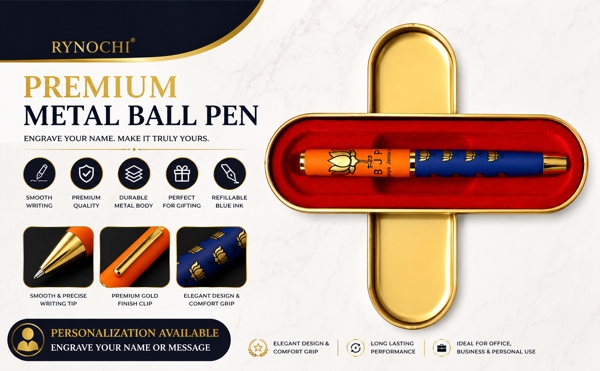 RYNOCHI®
PREMIUM
METAL BALL PEN
ENGRAVE YOUR NAME. MAKE IT TRULY YOURS.
SMOOTH
WRITING
PREMIUM
QUALITY
DURABLE
METAL BODY
PERFECT
FOR GIFTING
REFILLABLE
BLUE INK
SMOOTH & PRECISE
WRITING TIP
PREMIUM GOLD
FINISH CLIP
ELEGANT DESIGN &
COMFORT GRIP
PERSONALIZATION AVAILABLE
ENGRAVE YOUR NAME OR MESSAGE
BJP
ELEGANT DESIGN &
COMFORT GRIP
LONG LASTING
PERFORMANCE
IDEAL FOR OFFICE,
BUSINESS & PERSONAL USE